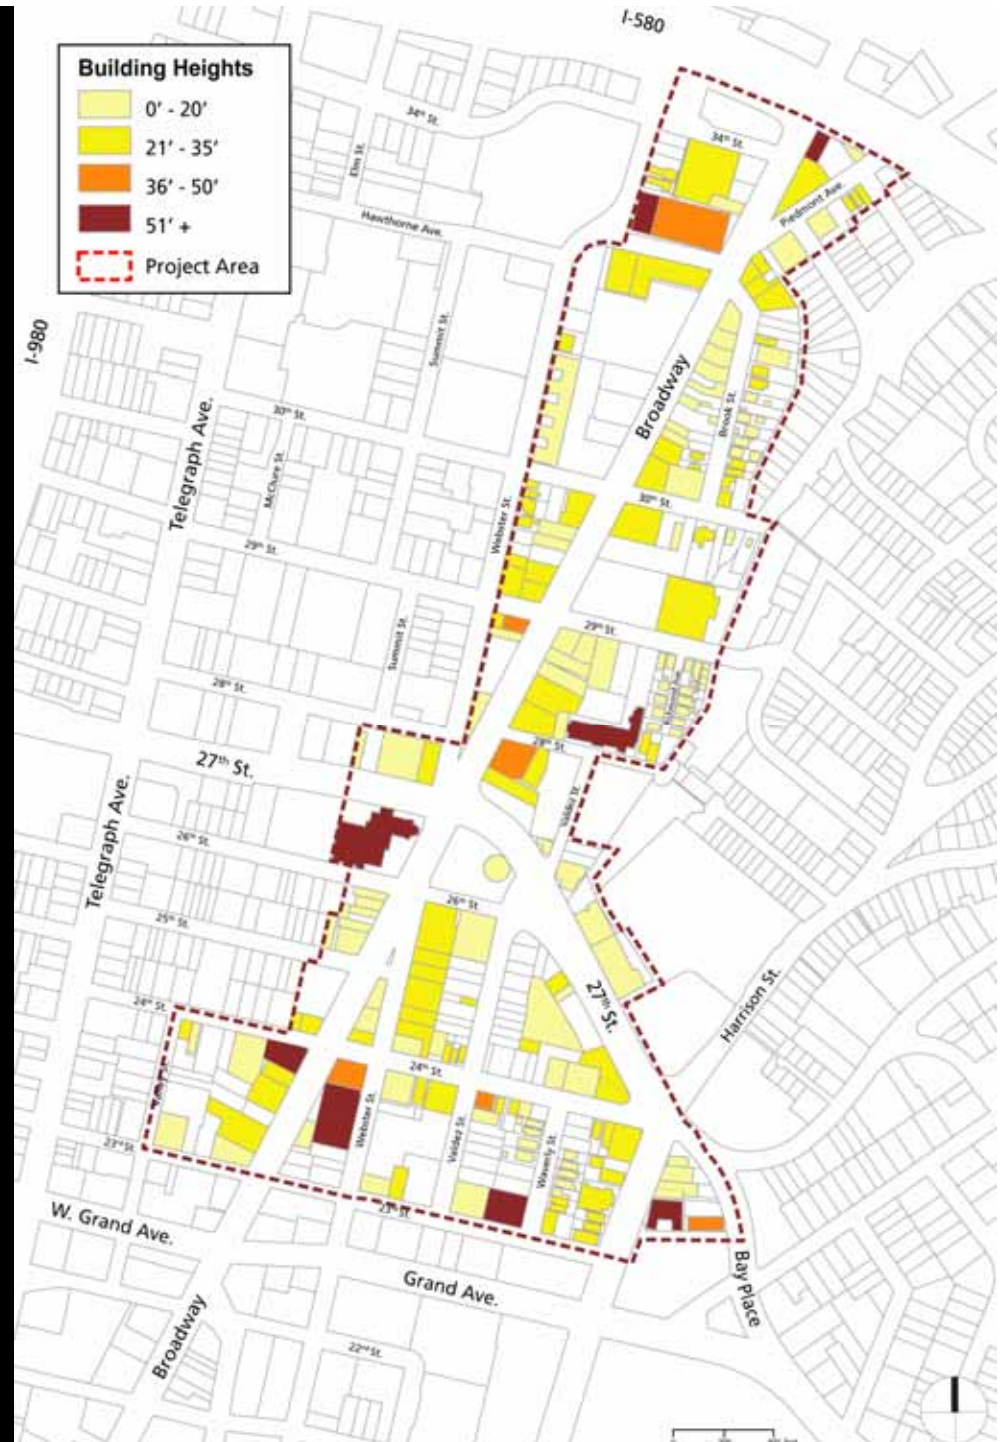 I-580
Building Heights
0' - 20'
21' - 35'
36' - 50'
51' +
Project Area
34th St.
34th St.
Elm St.
Piedmont Ave.
Hawthorne Ave.
Summit St.
I-980
Broadway
Brook St.
30th St.
Telegraph Ave.
McClure St.
30th St.
Webster St.
29th St.
29th St.
Summit St.
Richmond Ave.
28th St.
28th St.
27th St.
Valdez St.
Telegraph Ave.
26th St.
26th St.
25th St.
27th St.
Harrison St.
24th St.
24th St.
Webster St.
Valdez St.
Waverly St.
23rd St.
23rd St.
W. Grand Ave.
Grand Ave.
Bay Place
Broadway
22nd St.